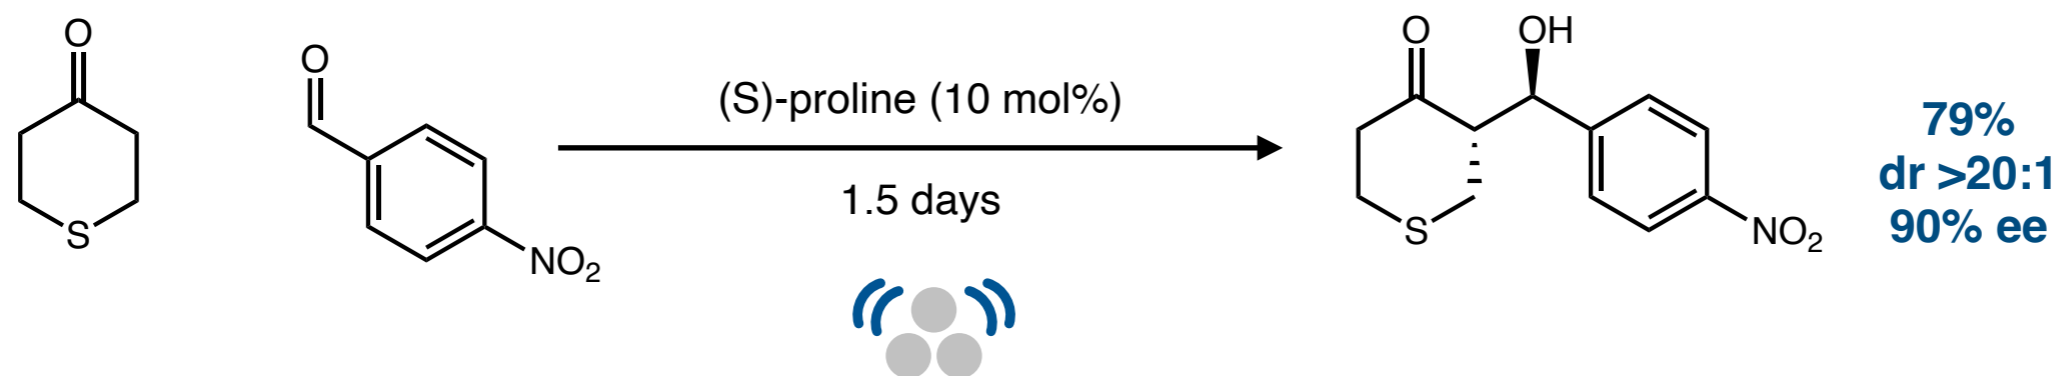 O
S
O
NO2
(S)-proline (10 mol%)
1.5 days
O
OH
S
NO2
79%
dr >20:1
90% ee